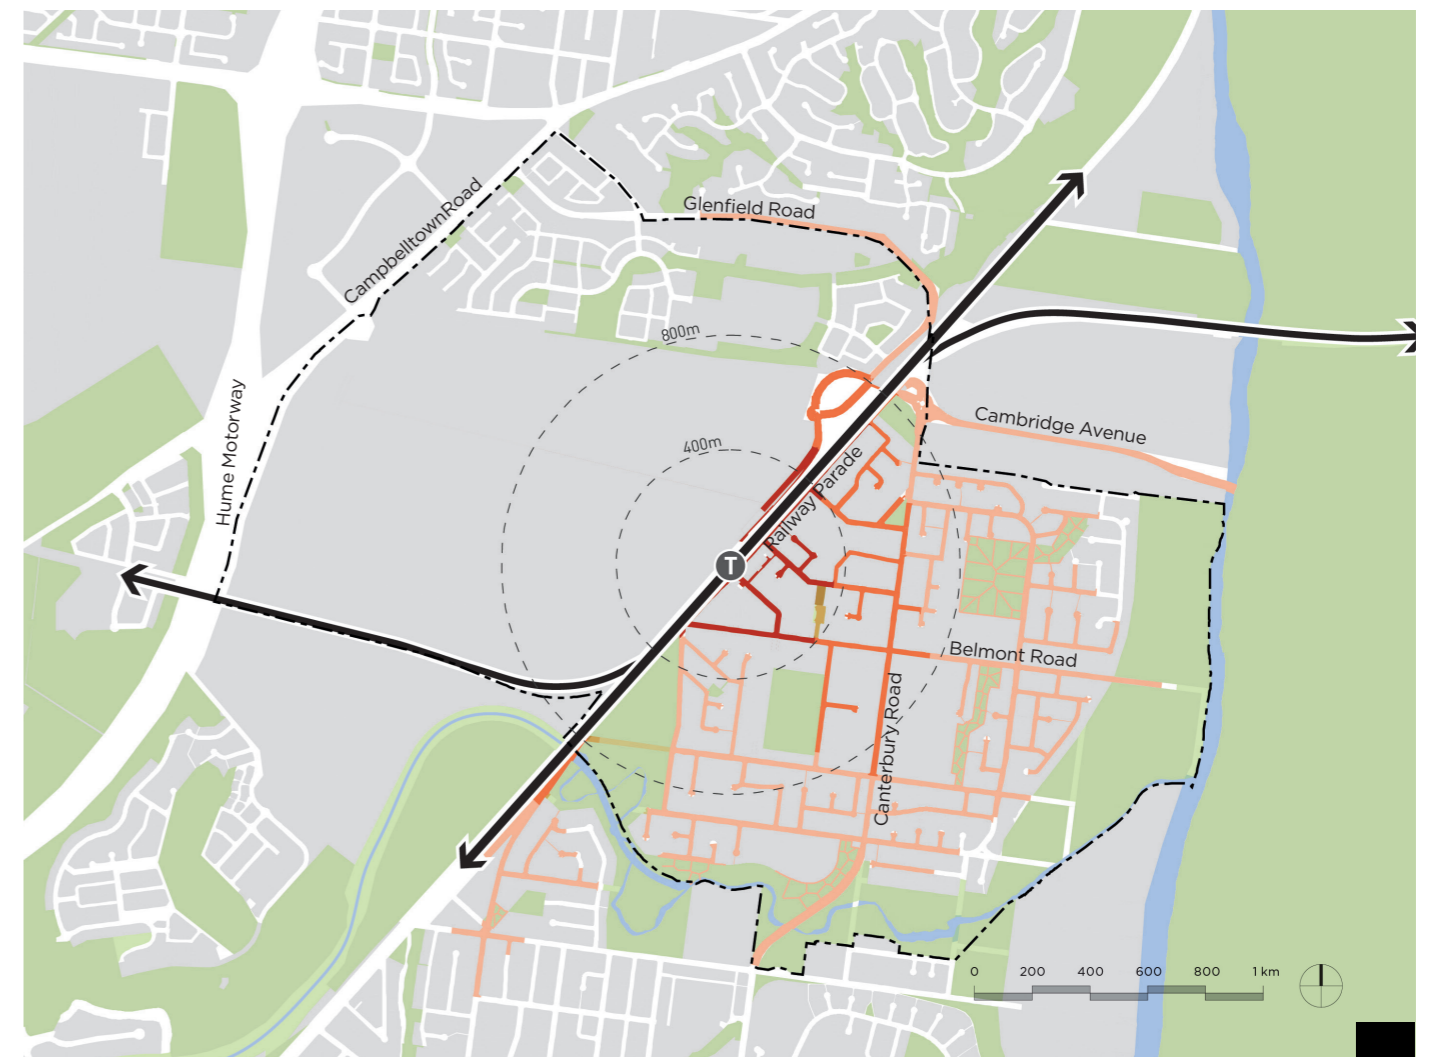 Glenfield Road
CampbelltownRoad
800m
Hume Motorway
400m
Cambridge Avenue
Railway Parade
T
Belmont Road
Canterbury Road
0 200 400 600 800 1 km